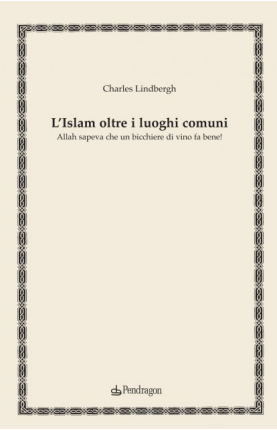 Charles Lindbergh
L'Islam oltre i luoghi comuni
Allah sapeva che un bicchiere di vino fa bene!
Pendragon